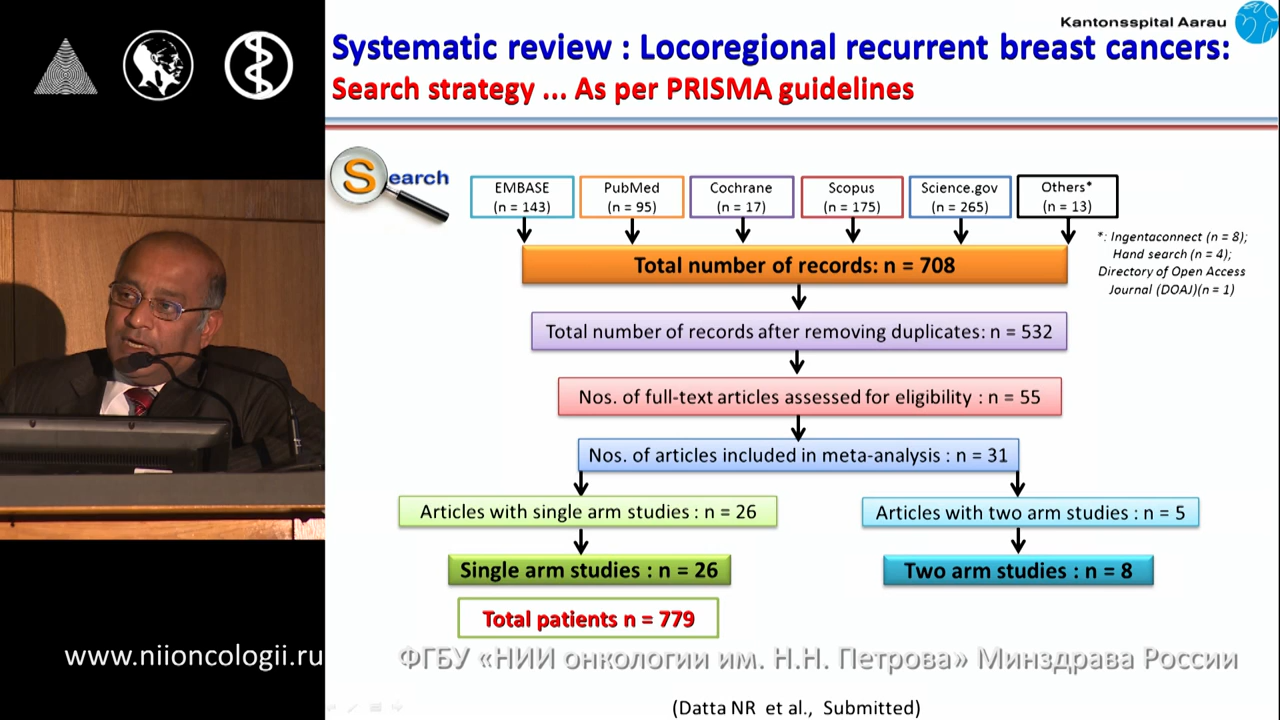 Kantonsspital Aarau
Systematic review : Locoregional recurrent breast cancers:
Search strategy ... As per PRISMA guidelines
Search
EMBASE
(n = 143)
PubMed
(n = 95)
Cochrane
(n = 17)
Scopus
(n = 175)
Science.gov
(n = 265)
Others*
(n = 13)
*: Ingentaconnect (n = 8);
Hand search (n = 4);
Directory of Open Access
Journal (DOAJ)(n = 1)
Total number of records: n = 708
Total number of records after removing duplicates: n = 532
Nos. of full-text articles assessed for eligibility : n = 55
Nos. of articles included in meta-analysis : n = 31
Articles with single arm studies : n = 26
Articles with two arm studies : n = 5
Single arm studies : n = 26
Two arm studies : n = 8
Total patients n = 779
www.niioncologii.ru
ФГБУ «НИИ онкологии им. Н.Н. Петрова» Минздрава России
(Datta NR et al., Submitted)